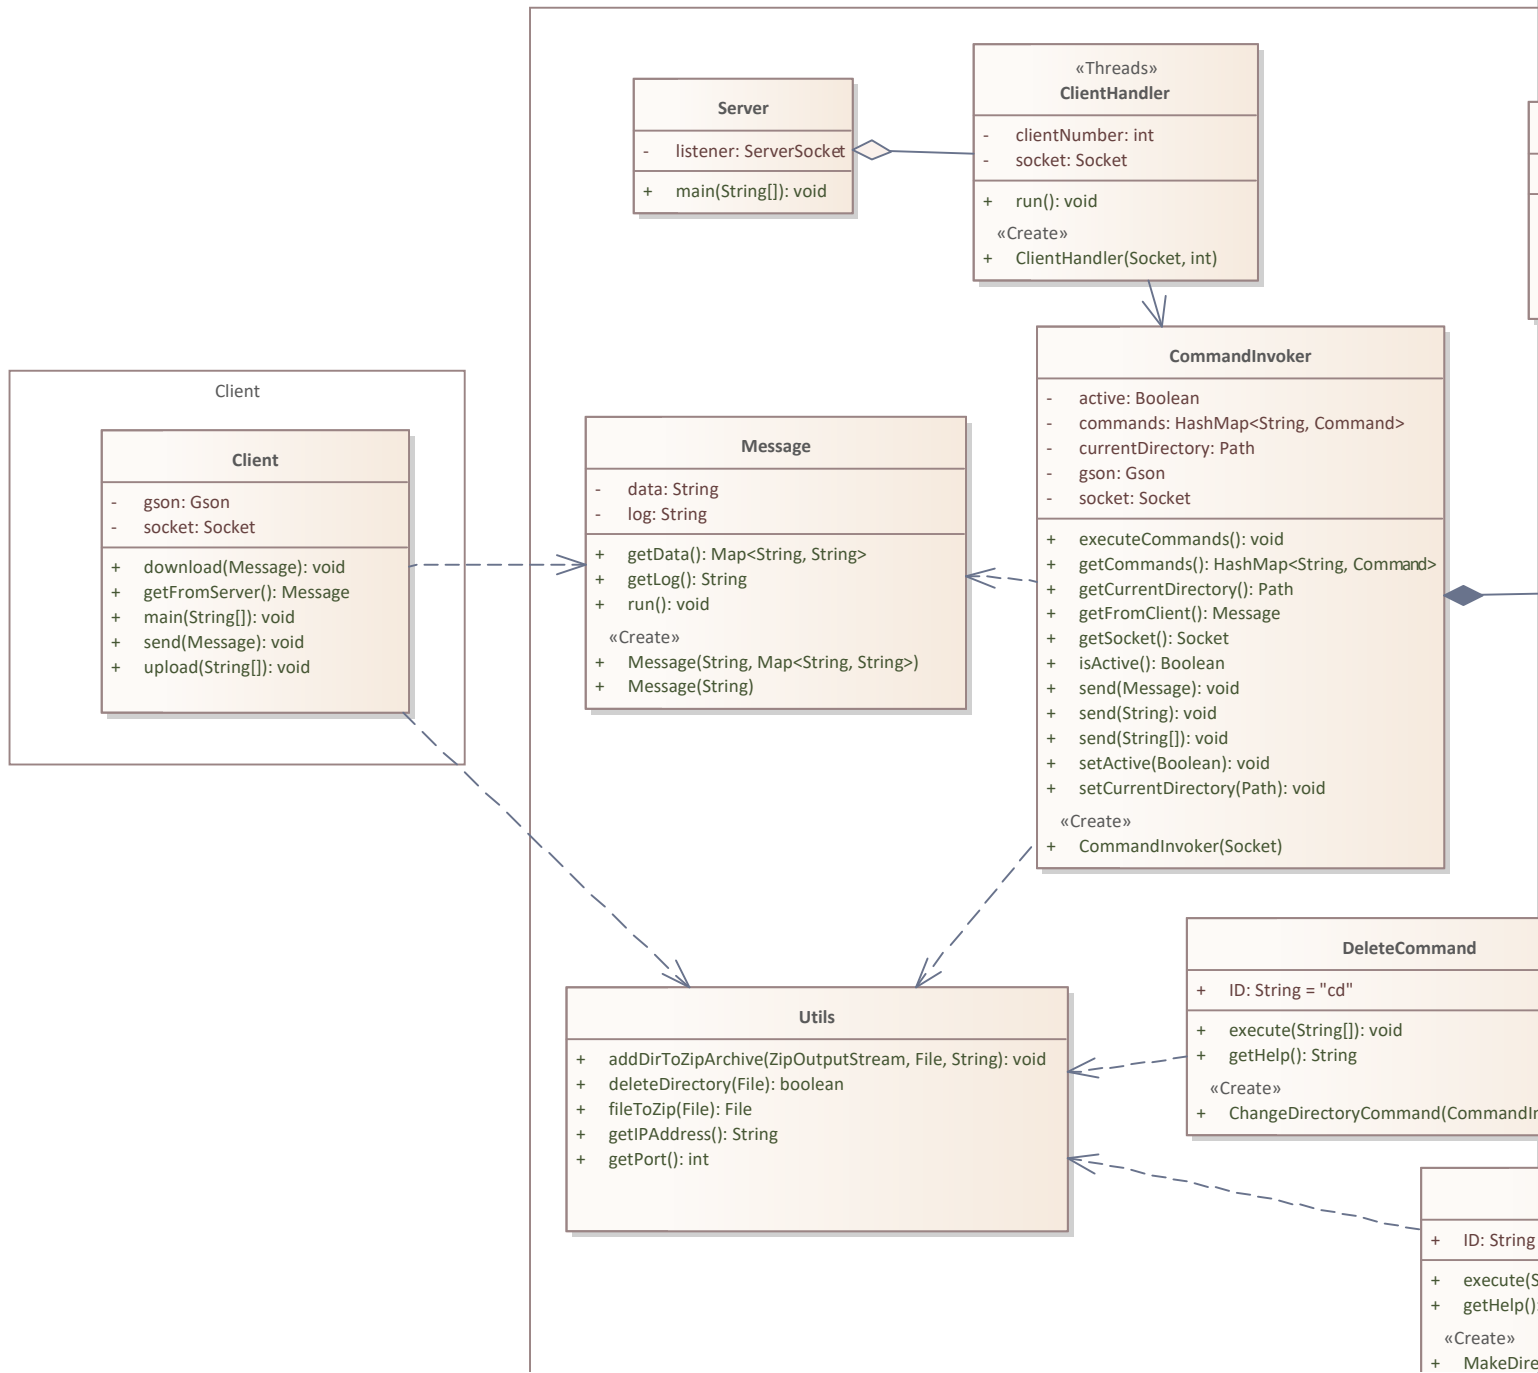 Server
- listener: ServerSocket
+ main(String[]): void
«Threads»
ClientHandler
- clientNumber: int
- socket: Socket
+ run(): void
«Create»
+ ClientHandler(Socket, int)
Client
Client
- gson: Gson
- socket: Socket
+ download(Message): void
+ getFromServer(): Message
+ main(String[]): void
+ send(Message): void
+ upload(String[]): void
Message
- data: String
- log: String
+ getData(): Map<String, String>
+ getLog(): String
+ run(): void
«Create»
+ Message(String, Map<String, String>)
+ Message(String)
CommandInvoker
- active: Boolean
- commands: HashMap<String, Command>
- currentDirectory: Path
- gson: Gson
- socket: Socket
+ executeCommands(): void
+ getCommands(): HashMap<String, Command>
+ getCurrentDirectory(): Path
+ getFromClient(): Message
+ getSocket(): Socket
+ isActive(): Boolean
+ send(Message): void
+ send(String): void
+ send(String[]): void
+ setActive(Boolean): void
+ setCurrentDirectory(Path): void
«Create»
+ CommandInvoker(Socket)
Utils
+ addDirToZipArchive(ZipOutputStream, File, String): void
+ deleteDirectory(File): boolean
+ fileToZip(File): File
+ getIPAddress(): String
+ getPort(): int
DeleteCommand
+ ID: String = "cd"
+ execute(String[]): void
+ getHelp(): String
«Create»
+ ChangeDirectoryCommand(CommandIn
+ ID: String
+ execute(S
+ getHelp():
«Create»
+ MakeDire